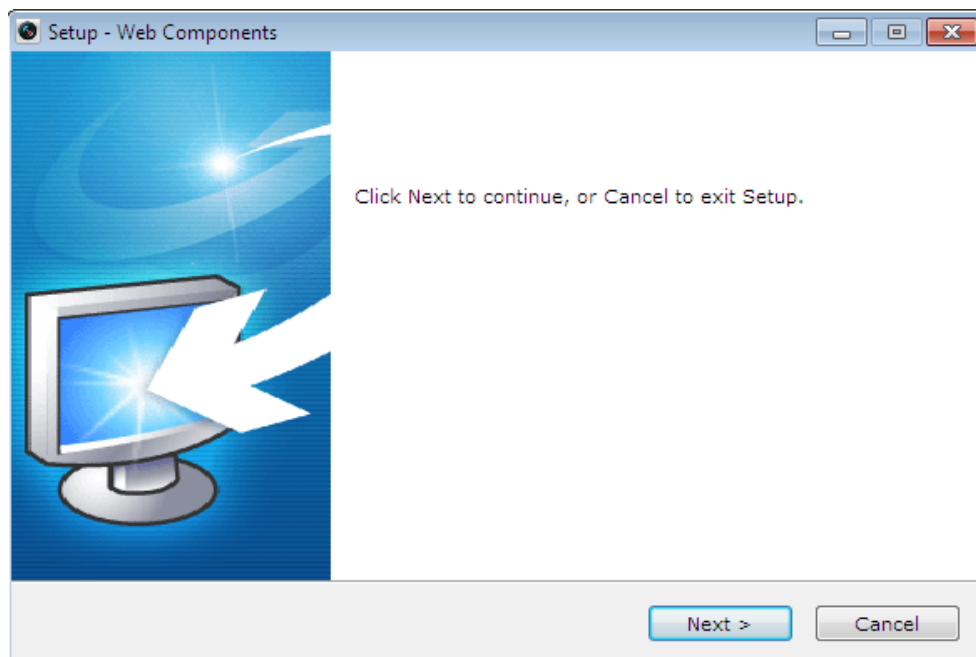 Setup - Web Components
Click Next to continue, or Cancel to exit Setup.
Next >
Cancel